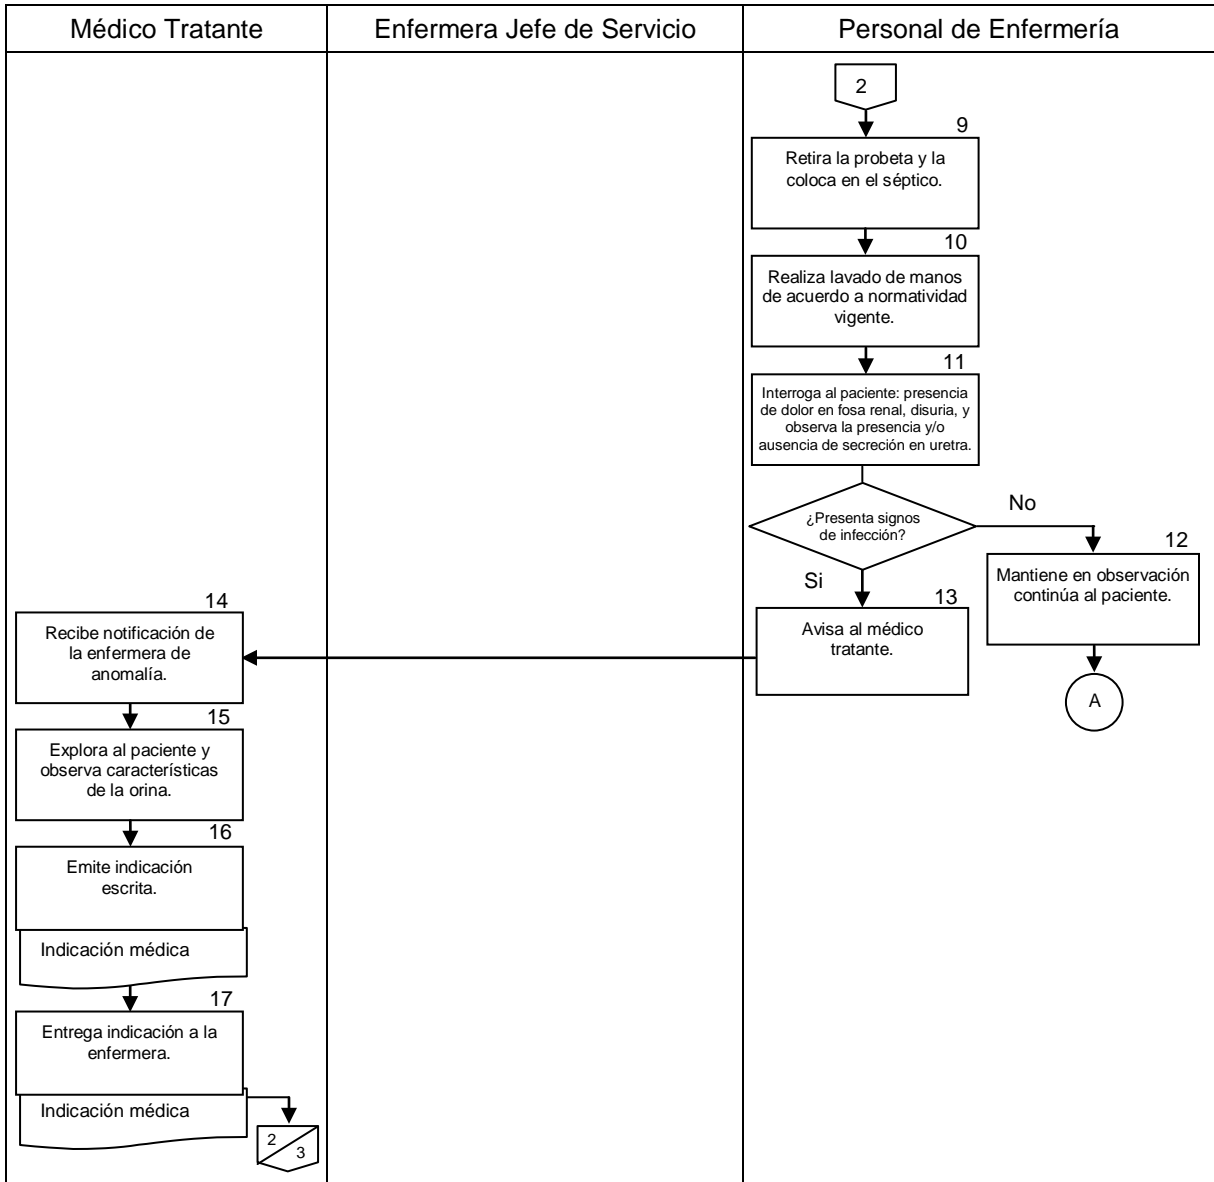 Médico Tratante
Enfermera Jefe de Servicio
Personal de Enfermería
2
9
Retira la probeta y la
coloca en el séptico.
10
Realiza lavado de manos
de acuerdo a normatividad
vigente.
11
Interroga al paciente: presencia
de dolor en fosa renal, disuria, y
observa la presencia y/o
ausencia de secreción en uretra.
¿Presenta signos
de infección?
No
12
Mantiene en observación
continúa al paciente.
A
Si
13
Avisa al médico
tratante.
14
Recibe notificación de
la enfermera de
anomalía.
15
Explora al paciente y
observa características
de la orina.
16
Emite indicación
escrita.
Indicación médica
17
Entrega indicación a la
enfermera.
Indicación médica
2
3